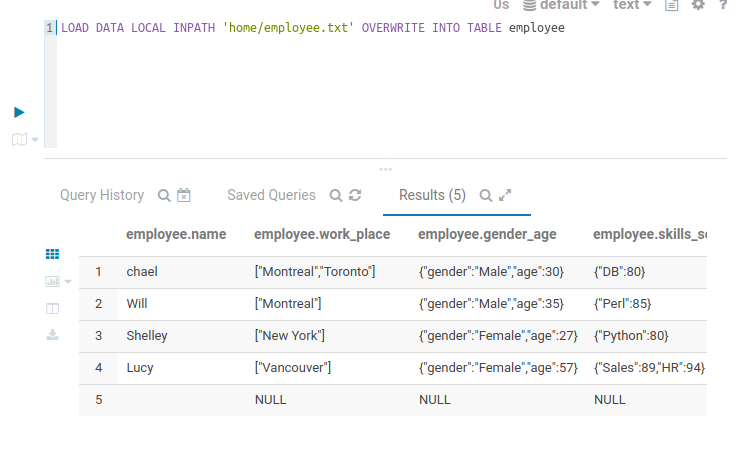 0s default text ?
1 LOAD DATA LOCAL INPATH 'home/employee.txt' OVERWRITE INTO TABLE employee
Query History Saved Queries Results (5)
employee.name employee.work_place employee.gender_age employee.skills_sc
1 chael ["Montreal","Toronto"] {"gender":"Male","age":30} {"DB":80}
2 Will ["Montreal"] {"gender":"Male","age":35} {"Perl":85}
3 Shelley ["New York"] {"gender":"Female","age":27} {"Python":80}
4 Lucy ["Vancouver"] {"gender":"Female","age":57} {"Sales":89,"HR":94}
5 NULL NULL NULL